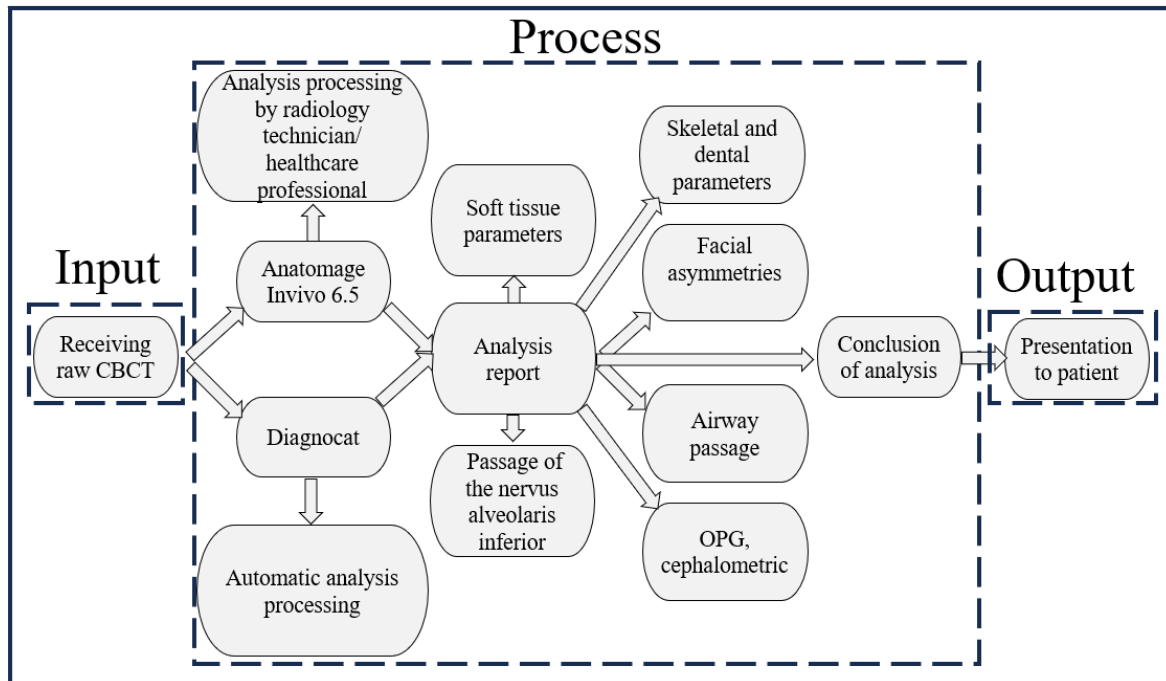 Process
Analysis processing
by radiology
technician/
healthcare
professional
Skeletal and
dental
parameters
Soft tissue
parameters
Facial
asymmetries
Input
Anatomage
Invivo 6.5
Output
Receiving
raw CBCT
Analysis
report
Conclusion
of analysis
Presentation
to patient
Diagnocat
Airway
passage
Passage of
the nervus
alveolaris
inferior
OPG,
cephalometric
Automatic analysis
processing